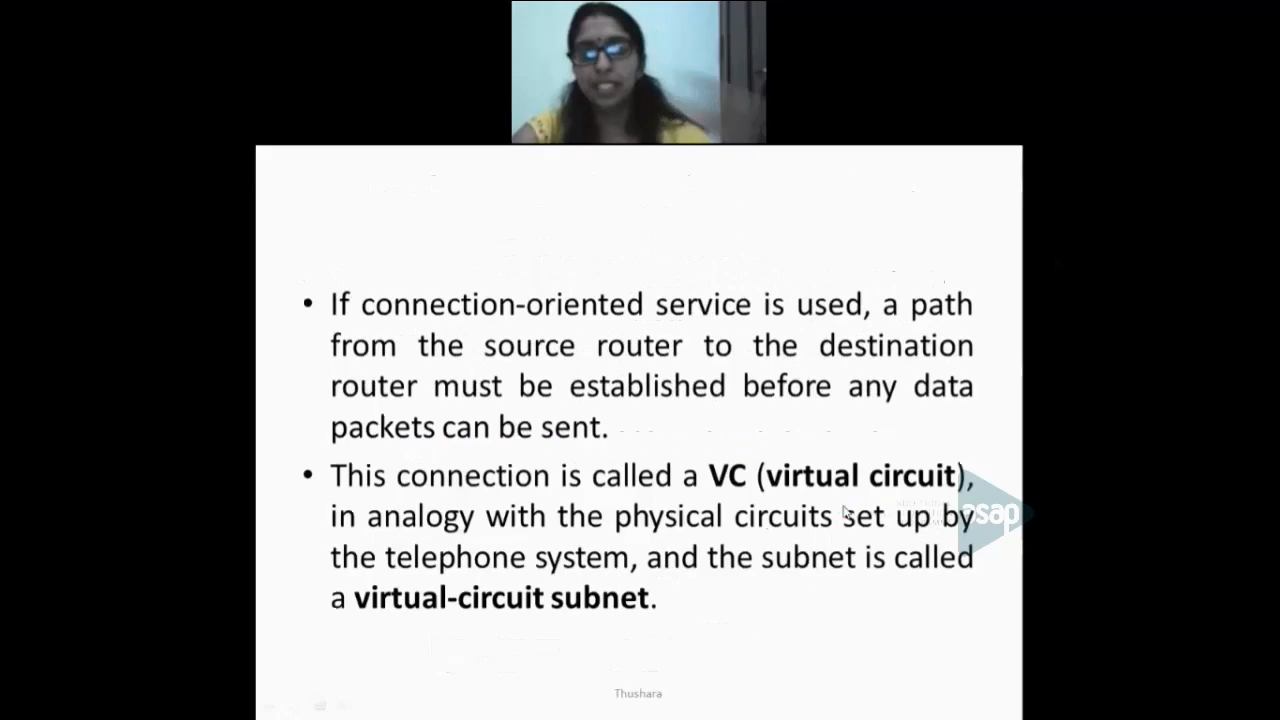 • If connection-oriented service is used, a path
from the source router to the destination
router must be established before any data
packets can be sent.
• This connection is called a VC (virtual circuit),
in analogy with the physical circuits set up by
the telephone system, and the subnet is called
a virtual-circuit subnet.
asap
Thushara